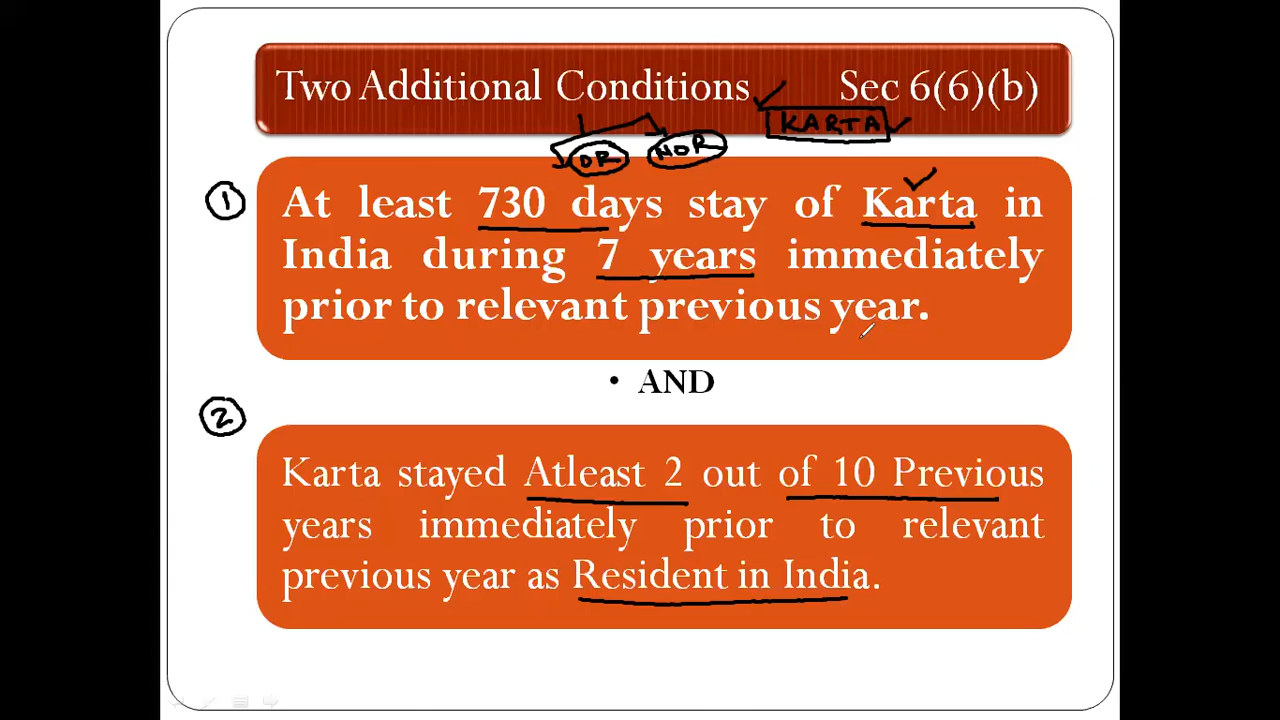 Two Additional Conditions Sec 6(6)(b)
KARTA
OR NOR
1
At least 730 days stay of Karta in
India during 7 years immediately
prior to relevant previous year.
• AND
2
Karta stayed Atleast 2 out of 10 Previous
years immediately prior to relevant
previous year as Resident in India.